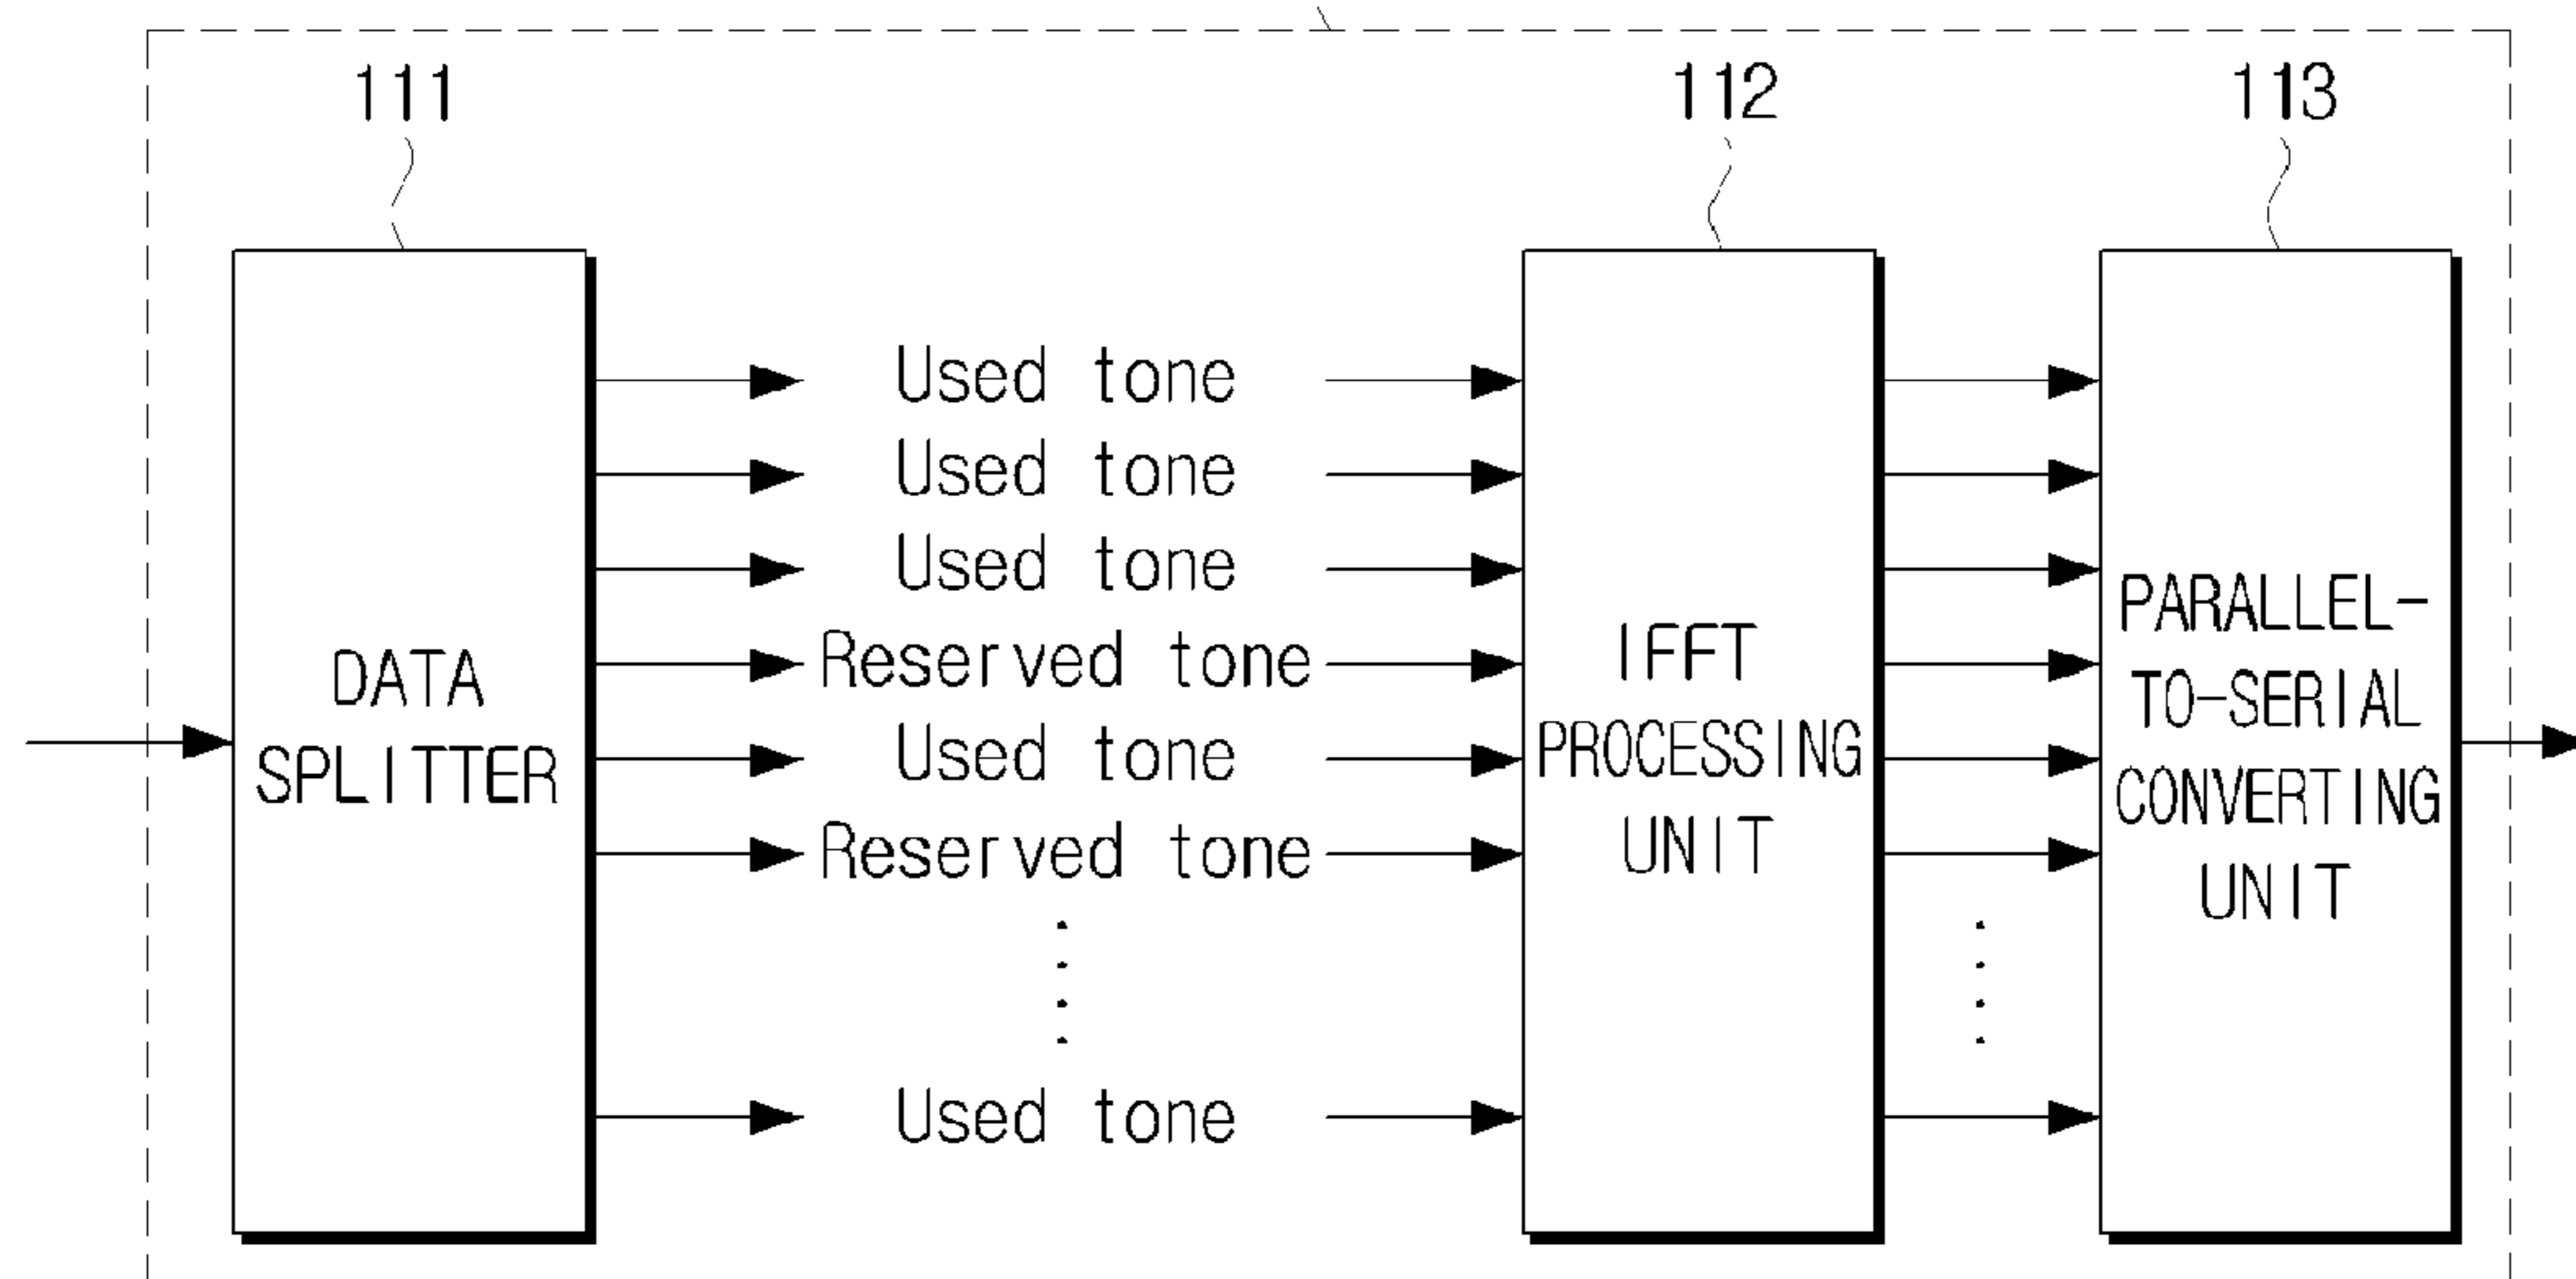 111
112
113
Used tone
Used tone
Used tone
Reserved tone
Used tone
Reserved tone
Used tone
DATA
SPLITTER
IFFT
PROCESSING
UNIT
PARALLEL-
TO-SERIAL
CONVERTING
UNIT